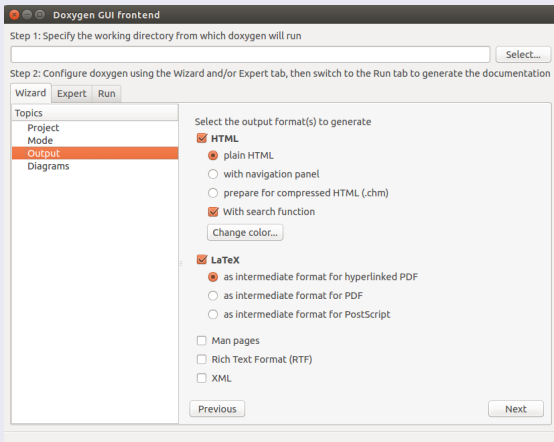 Doxygen GUI frontend
Step 1: Specify the working directory from which doxygen will run
Select...
Step 2: Configure doxygen using the Wizard and/or Expert tab, then switch to the Run tab to generate the documentation
Wizard Expert Run
Topics
Project
Mode
Output
Diagrams
Select the output format(s) to generate
HTML
plain HTML
with navigation panel
prepare for compressed HTML (.chm)
With search function
Change color...
LaTeX
as intermediate format for hyperlinked PDF
as intermediate format for PDF
as intermediate format for PostScript
Man pages
Rich Text Format (RTF)
XML
Previous Next